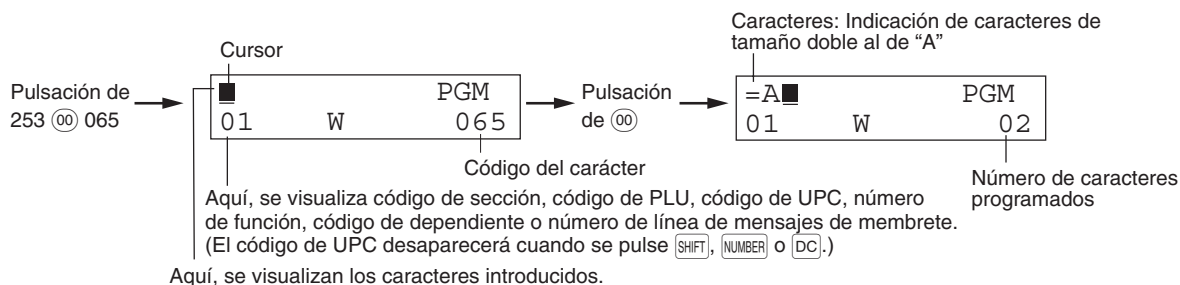 Caracteres: Indicación de caracteres de
tamaño doble al de “A”
Cursor
Pulsación de
253 00 065
PGM
01 W 065
Pulsación
de 00
=A PGM
01 W 02
Código del carácter
Número de caracteres
programados
Aquí, se visualiza código de sección, código de PLU, código de UPC, número
de función, código de dependiente o número de línea de mensajes de membrete.
(El código de UPC desaparecerá cuando se pulse SHIFT, NUMBER o DC.)
Aquí, se visualizan los caracteres introducidos.